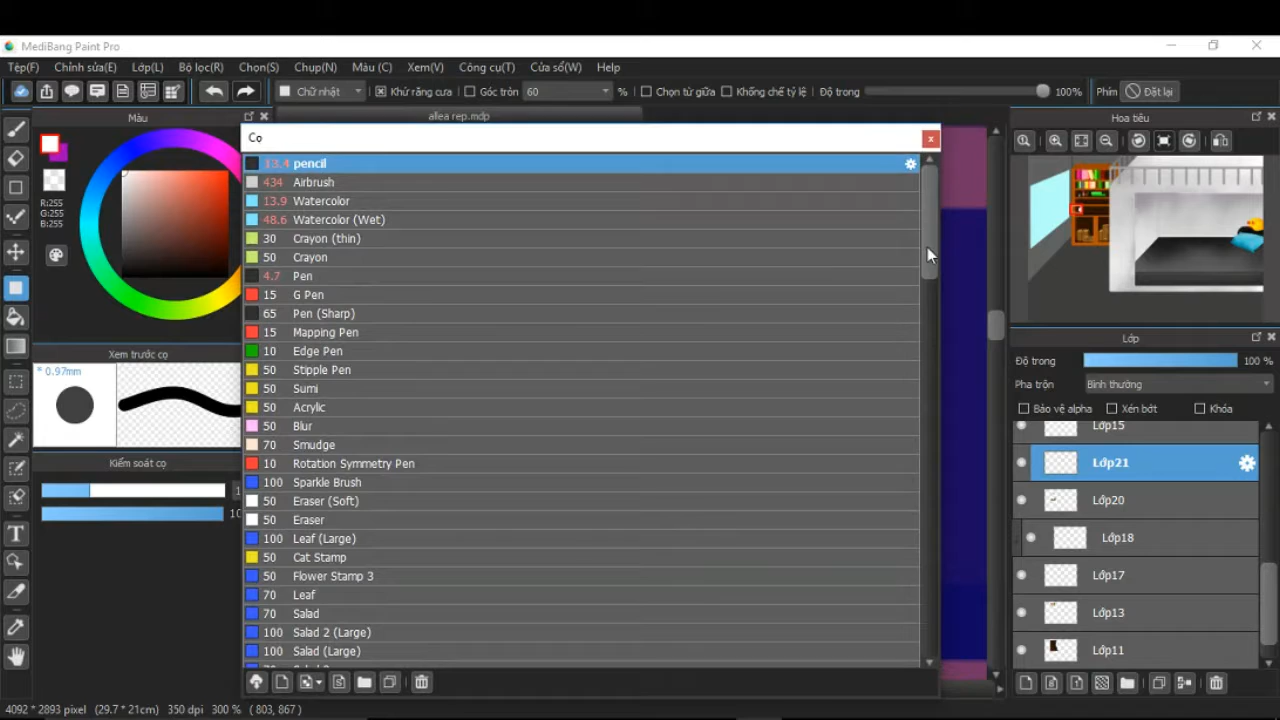 MediBang Paint Pro
Tệp(F) Chỉnh sửa(E) Lớp(L) Bộ lọc(R) Chọn(S) Chụp(N) Màu (C) Xem(V) Công cụ(T) Cửa sổ(W) Help
Chữ nhật Khử răng cưa Góc tròn 60 % Chọn từ giữa Khống chế tỷ lệ Độ trong 100% Phím Đặt lại
Màu
allea rep.mdp
Hoa tiêu
R:255
G:255
B:255
Xem trước cọ
* 0.97mm
Kiểm soát cọ
1
10
Cọ
13.4 pencil
434 Airbrush
13.9 Watercolor
48.6 Watercolor (Wet)
30 Crayon (thin)
50 Crayon
4.7 Pen
15 G Pen
65 Pen (Sharp)
15 Mapping Pen
10 Edge Pen
50 Stipple Pen
50 Sumi
50 Acrylic
50 Blur
70 Smudge
10 Rotation Symmetry Pen
100 Sparkle Brush
50 Eraser (Soft)
50 Eraser
100 Leaf (Large)
50 Cat Stamp
50 Flower Stamp 3
70 Leaf
70 Salad
100 Salad 2 (Large)
100 Salad (Large)
Lớp
Độ trong 100 %
Pha trộn Bình thường
Bảo vệ alpha Xén bớt Khóa
Lớp15
Lớp21
Lớp20
Lớp18
Lớp17
Lớp13
Lớp11
4092 * 2893 pixel (29.7 * 21cm) 350 dpi 300 % ( 803, 867 )